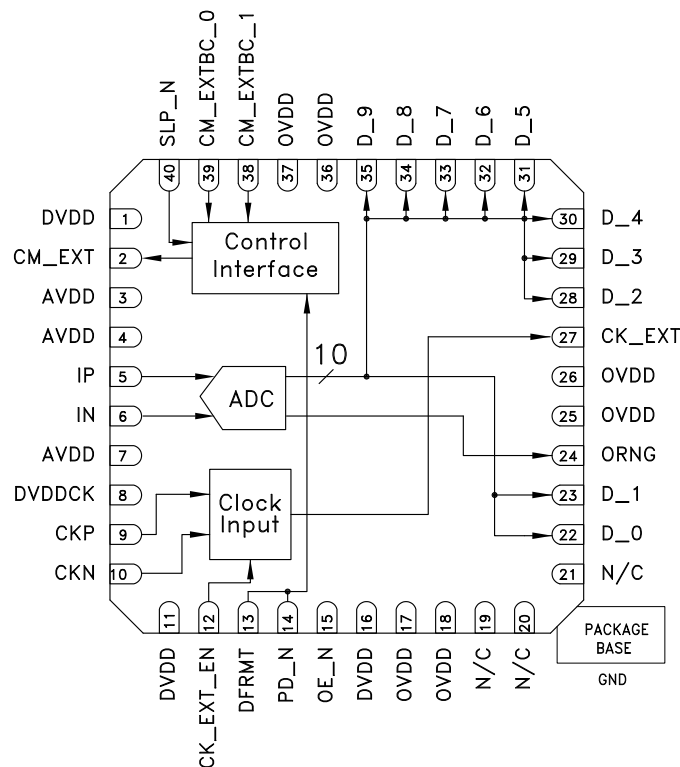 SLP_N
CM_EXTBC_0
CM_EXTBC_1
OVDD
OVDD
D_9
D_8
D_7
D_6
D_5
40
39
38
37
36
35
34
33
32
31
DVDD 1
CM_EXT 2
AVDD 3
AVDD 4
IP 5
IN 6
AVDD 7
DVDDCK 8
CKP 9
CKN 10
Control
Interface
ADC
10
Clock
Input
30 D_4
29 D_3
28 D_2
27 CK_EXT
26 OVDD
25 OVDD
24 ORNG
23 D_1
22 D_0
21 N/C
11
12
13
14
15
16
17
18
19
20
DVDD
CK_EXT_EN
DFRMT
PD_N
OE_N
DVDD
OVDD
OVDD
N/C
N/C
PACKAGE
BASE
GND